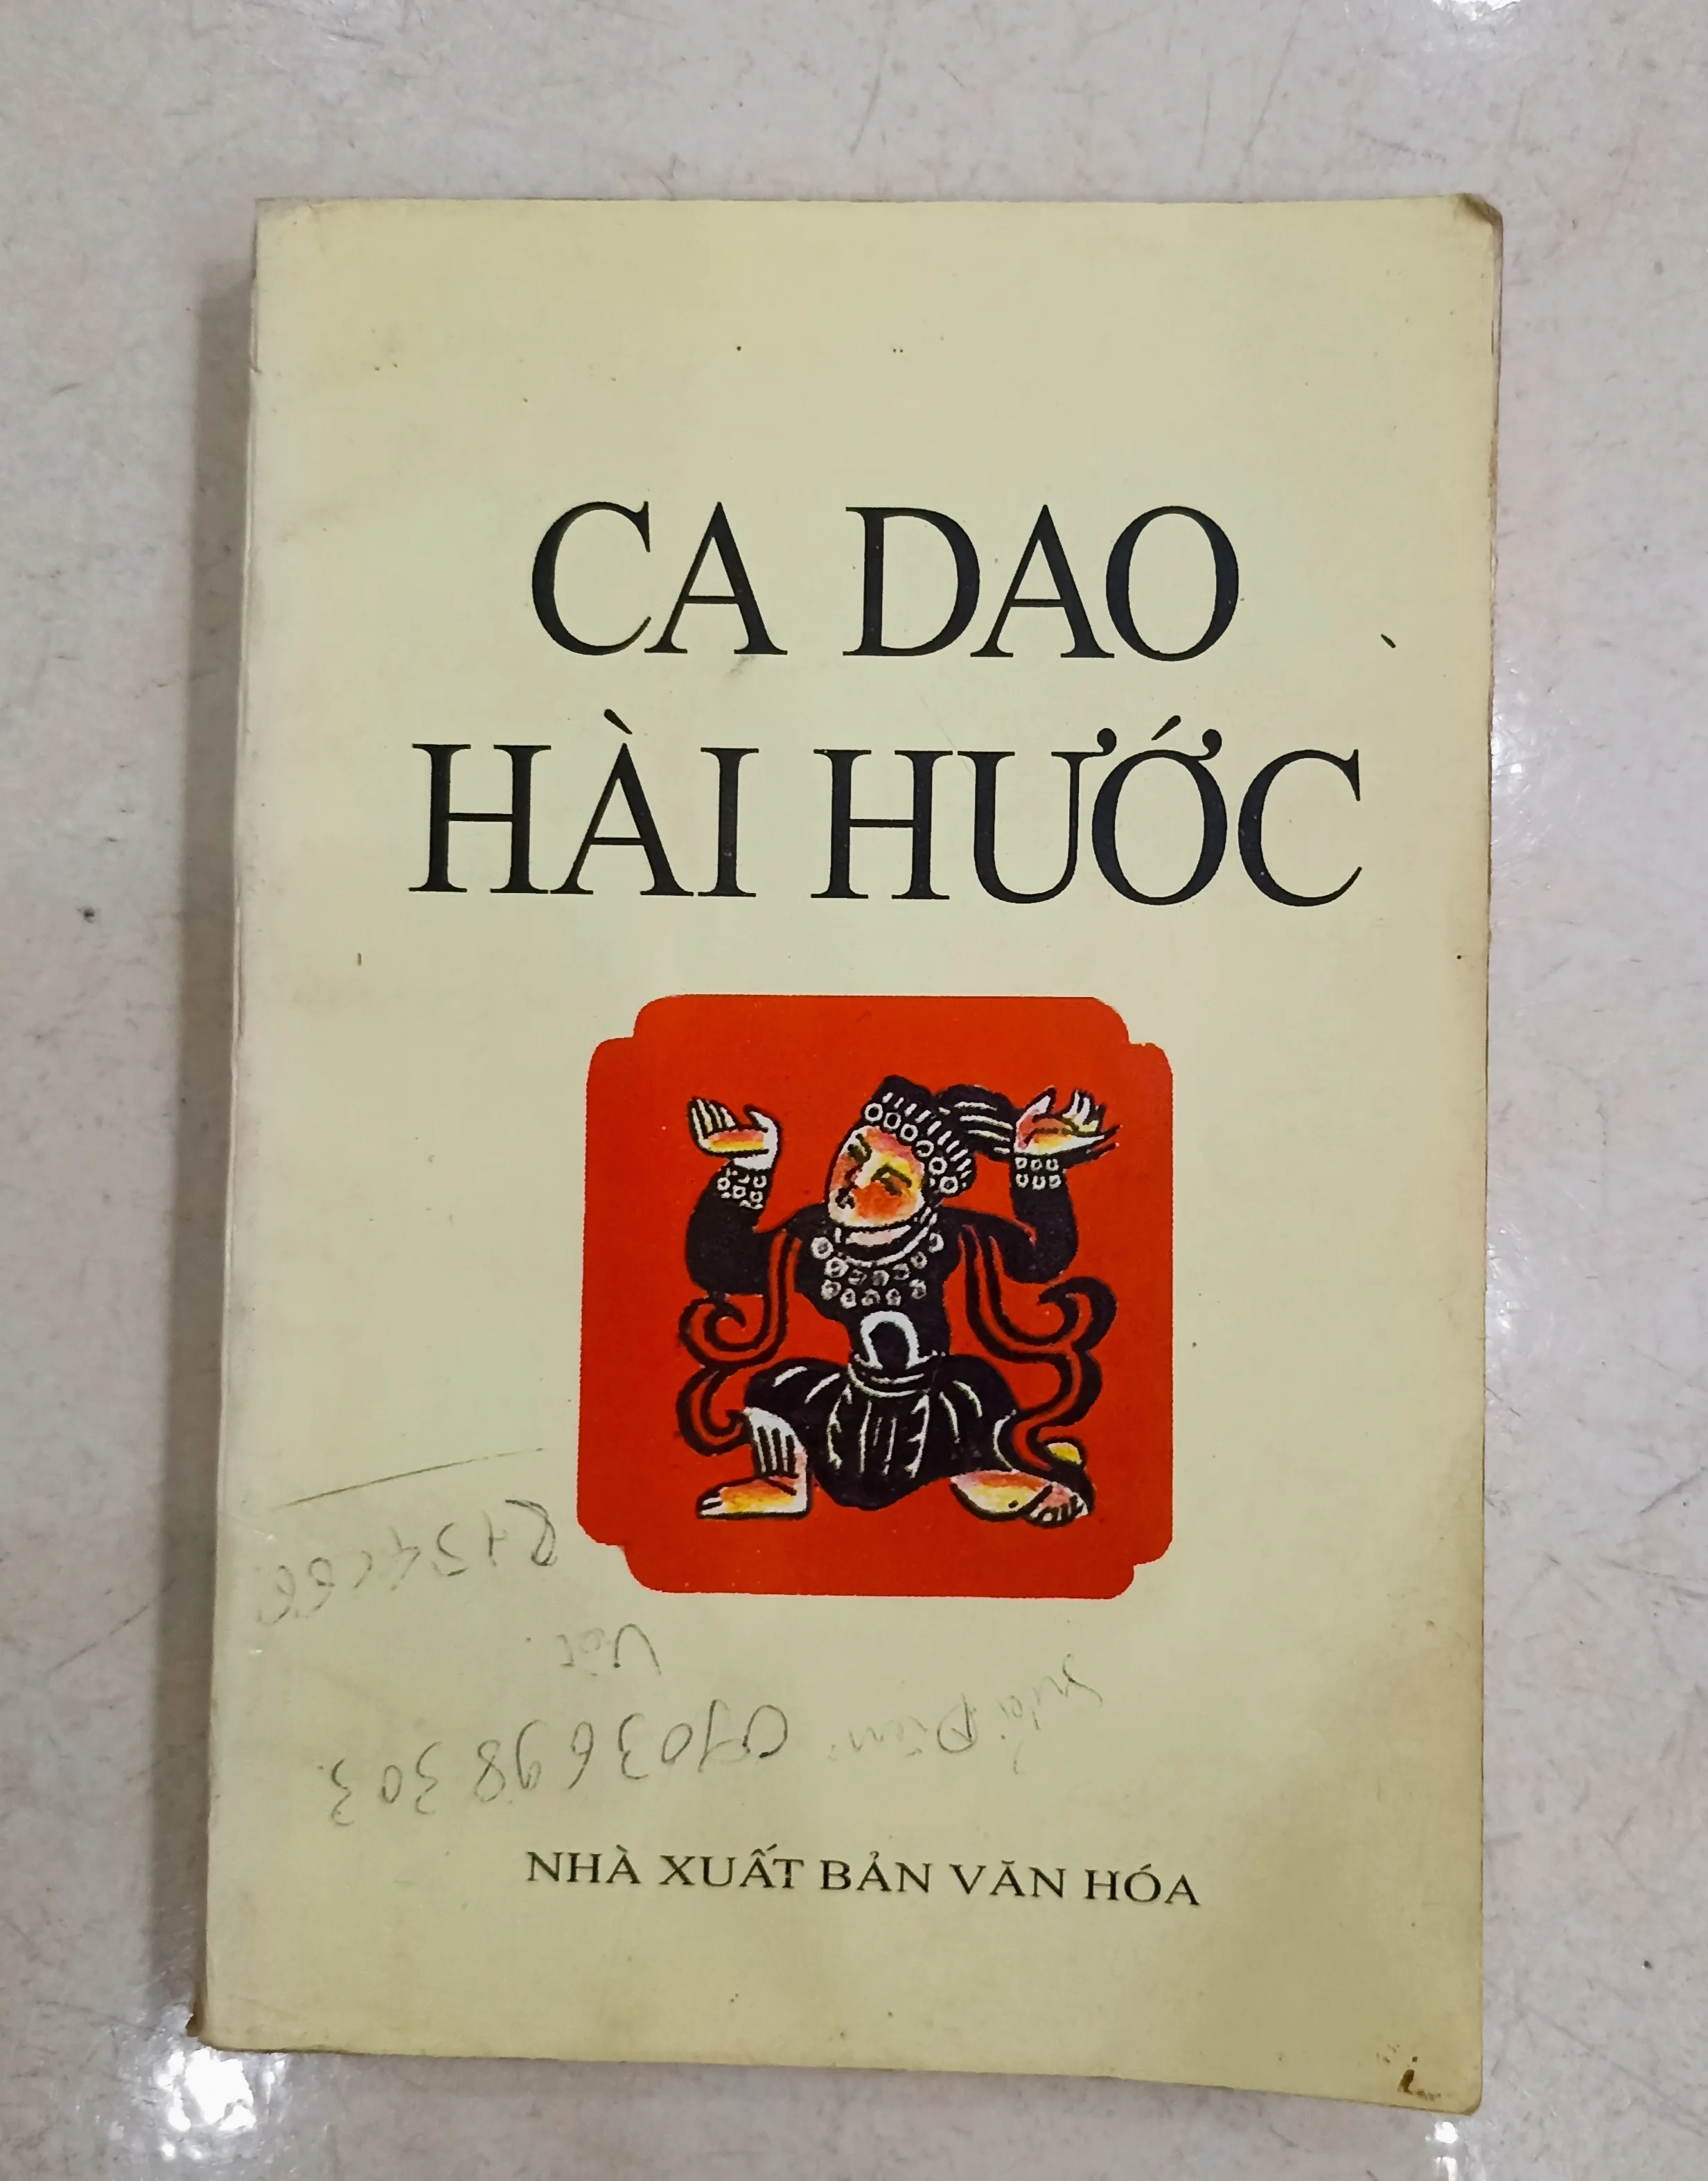 CA DAO
HÀI HƯỚC
0903698303
NHÀ XUẤT BẢN VĂN HÓA